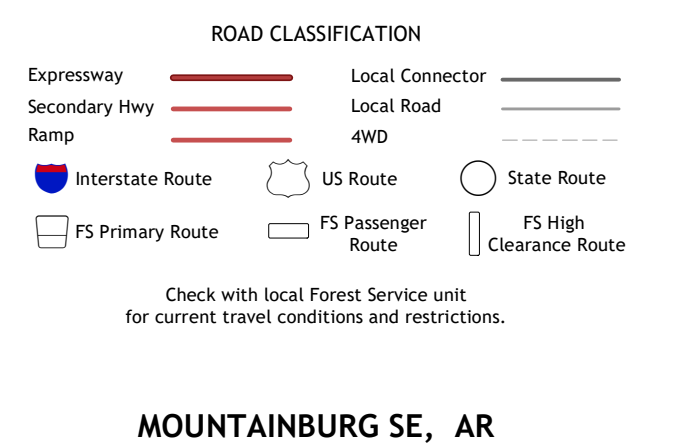 ROAD CLASSIFICATION
Expressway
Local Connector
Secondary Hwy
Local Road
Ramp
4WD
Interstate Route
US Route
State Route
FS Primary Route
FS Passenger
Route
FS High
Clearance Route
Check with local Forest Service unit
for current travel conditions and restrictions.
MOUNTAINBURG SE, AR